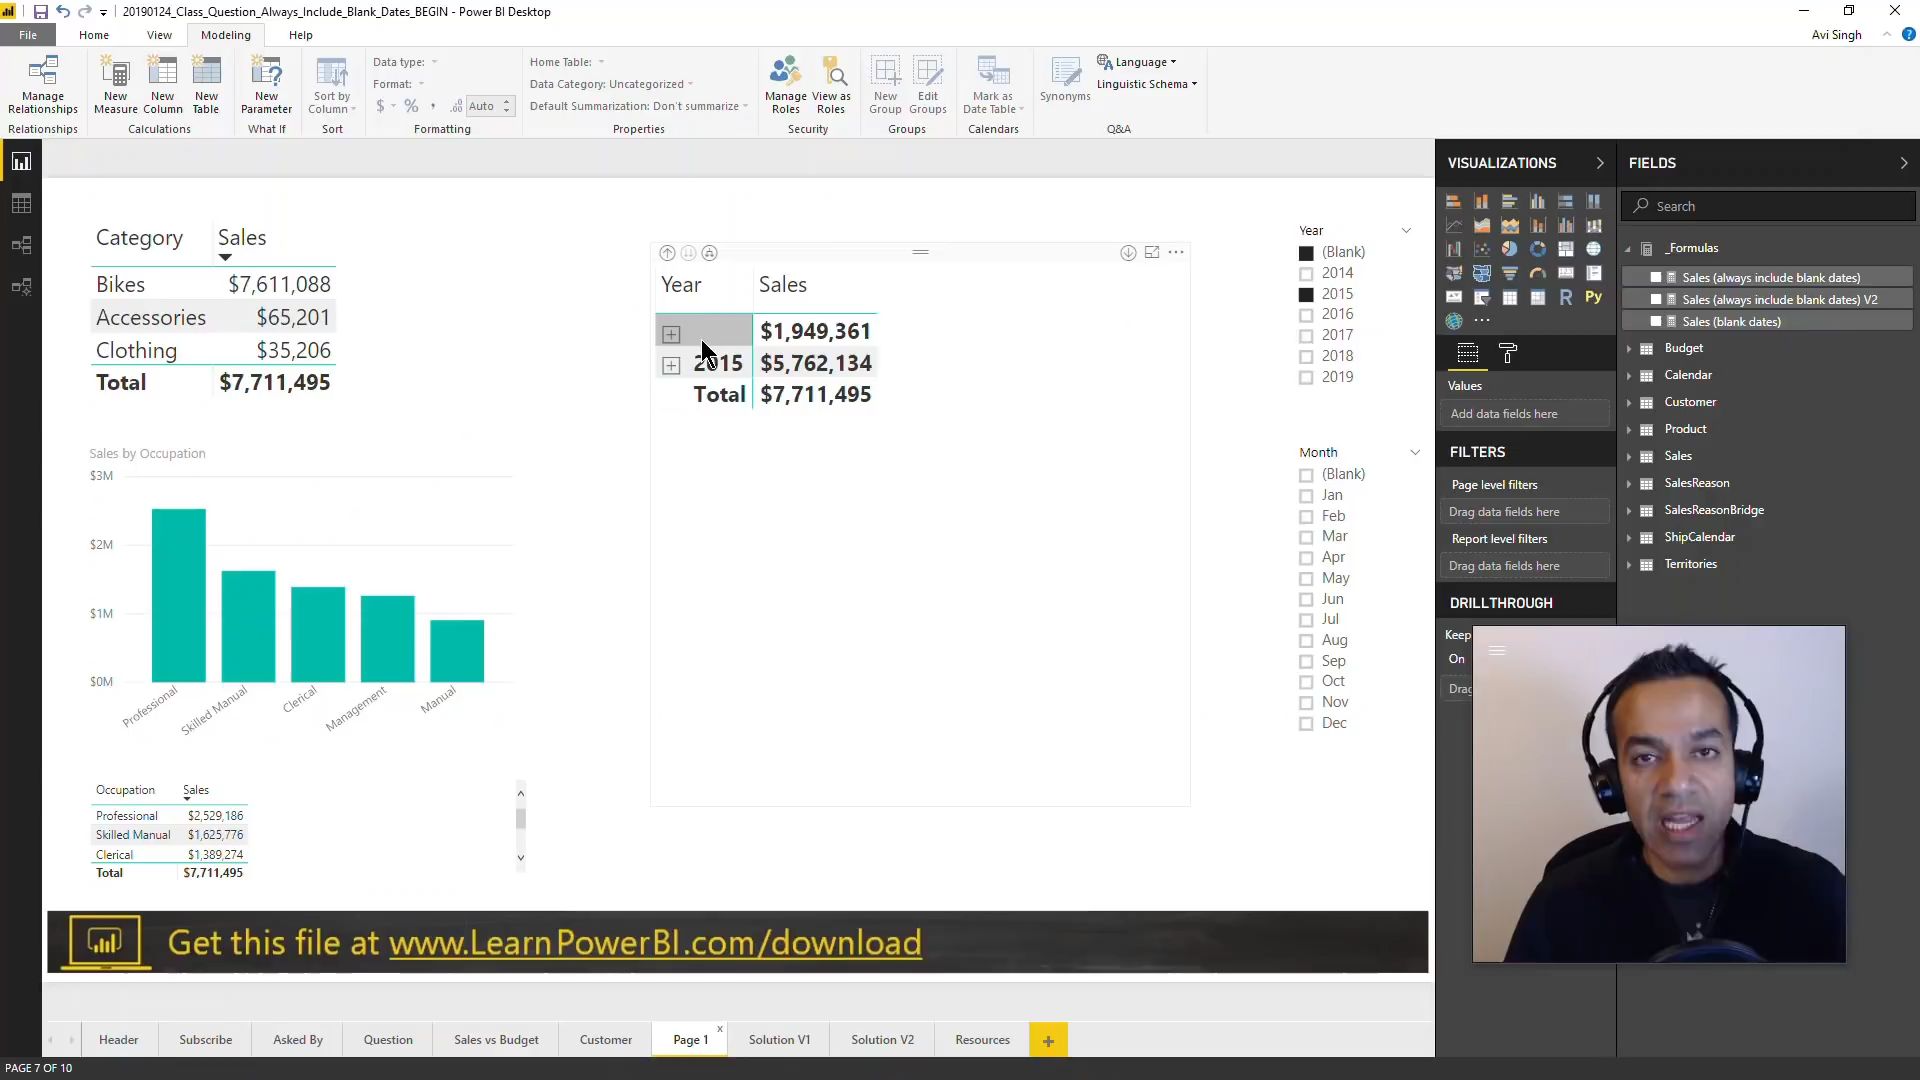 20190124_Class_Question_Always_Include_Blank_Dates_BEGIN - Power BI Desktop
File Home View Modeling Help
Avi Singh
Manage Relationships
New Measure
New Column
New Table
New Parameter
Sort by Column
Data type:
Format:
$ % , .00 Auto
Home Table:
Data Category: Uncategorized
Default Summarization: Don't summarize
Manage Roles
View as Roles
New Group
Edit Groups
Mark as Date Table
Synonyms
Language
Linguistic Schema
Relationships
Calculations
What If
Sort
Formatting
Properties
Security
Groups
Calendars
Q&A
Category Sales
Bikes $7,611,088
Accessories $65,201
Clothing $35,206
Total $7,711,495
Sales by Occupation
$3M
$2M
$1M
$0M
Professional
Skilled Manual
Clerical
Management
Manual
Occupation Sales
Professional $2,529,186
Skilled Manual $1,625,776
Clerical $1,389,274
Total $7,711,495
Year Sales
$1,949,361
2015 $5,762,134
Total $7,711,495
Year
(Blank)
2014
2015
2016
2017
2018
2019
Month
(Blank)
Jan
Feb
Mar
Apr
May
Jun
Jul
Aug
Sep
Oct
Nov
Dec
VISUALIZATIONS
R Py
Values
Add data fields here
FILTERS
Page level filters
Drag data fields here
Report level filters
Drag data fields here
DRILLTHROUGH
Keep
On
Drag
FIELDS
Search
_Formulas
Sales (always include blank dates)
Sales (always include blank dates) V2
Sales (blank dates)
Budget
Calendar
Customer
Product
Sales
SalesReason
SalesReasonBridge
ShipCalendar
Territories
Get this file at www.LearnPowerBI.com/download
Header Subscribe Asked By Question Sales vs Budget Customer Page 1 x Solution V1 Solution V2 Resources +
PAGE 7 OF 10